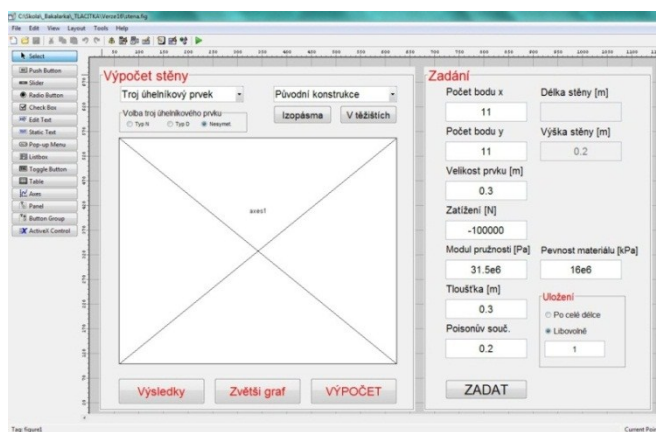 C:\Skola\_Bakalarka\_TLACITKA\Verze18\stena.fig
File Edit View Layout Tools Help
Select
Push Button
Slider
Radio Button
Check Box
Edit Text
Static Text
Pop-up Menu
Listbox
Toggle Button
Table
Axes
Panel
Button Group
ActiveX Control
Výpočet stěny
Troj úhelníkový prvek
Původní konstrukce
Volba troj úhelníkového prvku
Typ N
Typ D
Nesymet.
Izopásma
V těžištích
axes1
Výsledky
Zvětši graf
VÝPOČET
Zadání
Počet bodu x
Délka stěny [m]
11
Počet bodu y
Výška stěny [m]
11
0.2
Velikost prvku [m]
0.3
Zatížení [N]
-100000
Modul pružnosti [Pa]
Pevnost materiálu [kPa]
31.5e6
16e6
Tloušťka [m]
0.3
Uložení
Po celé délce
Libovolně
1
Poisonův souč.
0.2
ZADAT
Tag: figure1
Current Poin